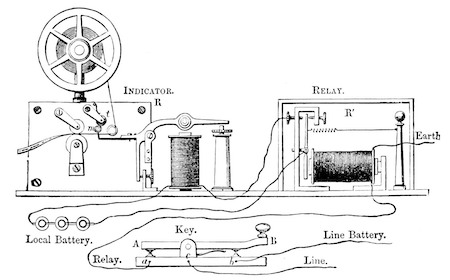 INDICATOR.
R
RELAY.
R'
t
m
Earth
Local Battery.
Key.
A
B
Line Battery.
Relay.
a
c
b
Line.